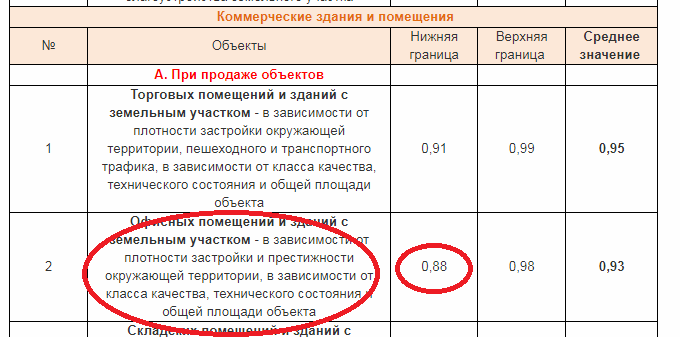 благоустройства земельного участка
Коммерческие здания и помещения
№ Объекты Нижняя граница Верхняя граница Среднее значение
А. При продаже объектов
1
Торговых помещений и зданий с
земельным участком - в зависимости от
плотности застройки окружающей
территории, пешеходного и транспортного
трафика, в зависимости от класса качества,
технического состояния и общей площади
объекта
0,91 0,99 0,95
2
Офисных помещений и зданий с
земельным участком - в зависимости от
плотности застройки и престижности
окружающей территории, в зависимости от
класса качества, технического состояния и
общей площади объекта
0,88 0,98 0,93
Складских помещений и зданий с